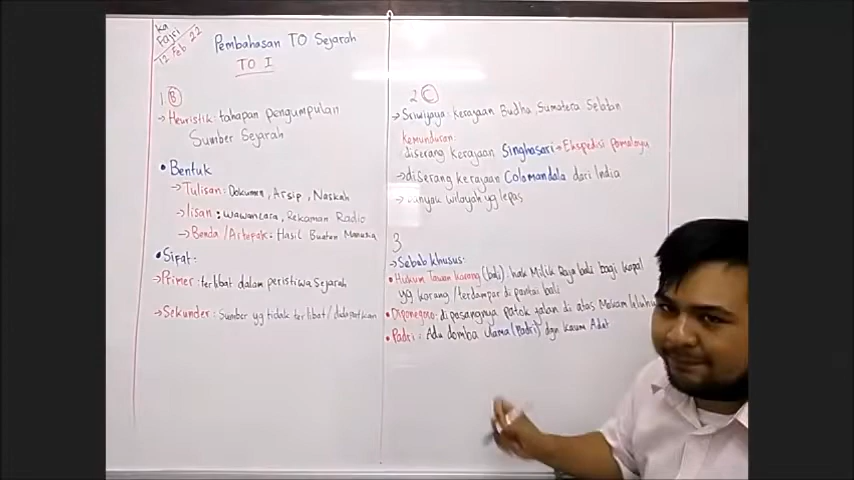 ka
Fajri
12 Feb 22
Pembahasan TO Sejarah
TO I
1 B
→ Heuristik: tahapan pengumpulan
Sumber Sejarah
• Bentuk
→ Tulisan: Dokumen, Arsip, Naskah
→ lisan: wawancara, Rekaman Radio
→ Benda / Artepak: Hasil Buatan Manusia
• Sifat:
→ Primer: terlibat dalam peristiwa Sejarah
→ Sekunder: Sumber yg tidak terlibat / didapatkan
2 C
→ Sriwijaya: kerajaan Budha, Sumatera Selatan
Kemunduran:
diserang kerajaan Singhasari → Ekspedisi pamalayu
→ diserang kerajaan Colomandala dari India
→ banyak wilayah yg lepas
3
→ Sebab khusus:
• Hukum Tawan karang (bali): hak Milik Raja bali bagi kapal
yg karang / terdampar di pantai bali
• Diponegoro: dipasangnya patok jalan di atas Makam leluhur
• Padri: Adu domba Ulama (Padri) dgn kaum Adat